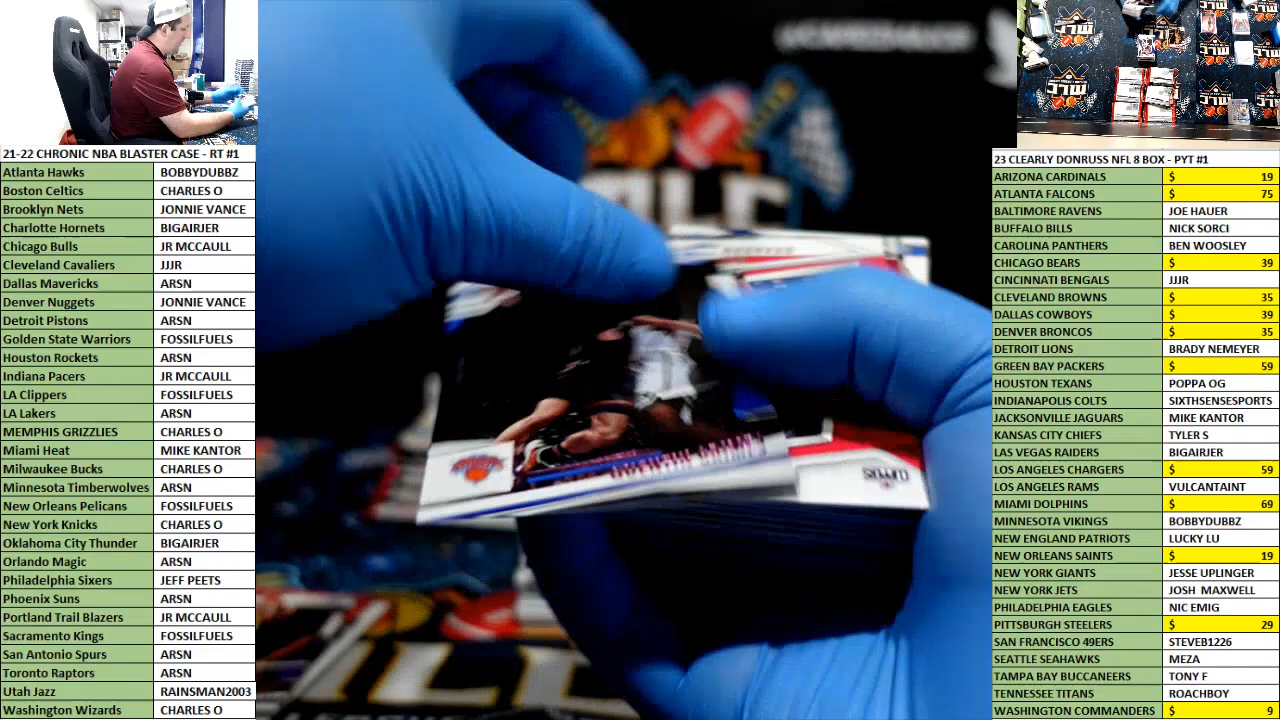 21-22 CHRONIC NBA BLASTER CASE - RT #1
Atlanta Hawks BOBBYDUBBZ
Boston Celtics CHARLES O
Brooklyn Nets JONNIE VANCE
Charlotte Hornets BIGAIRJER
Chicago Bulls JR MCCAULL
Cleveland Cavaliers JJJR
Dallas Mavericks ARSN
Denver Nuggets JONNIE VANCE
Detroit Pistons ARSN
Golden State Warriors FOSSILFUELS
Houston Rockets ARSN
Indiana Pacers JR MCCAULL
LA Clippers FOSSILFUELS
LA Lakers ARSN
MEMPHIS GRIZZLIES CHARLES O
Miami Heat MIKE KANTOR
Milwaukee Bucks CHARLES O
Minnesota Timberwolves ARSN
New Orleans Pelicans FOSSILFUELS
New York Knicks CHARLES O
Oklahoma City Thunder BIGAIRJER
Orlando Magic ARSN
Philadelphia Sixers JEFF PEETS
Phoenix Suns ARSN
Portland Trail Blazers JR MCCAULL
Sacramento Kings FOSSILFUELS
San Antonio Spurs ARSN
Toronto Raptors ARSN
Utah Jazz RAINSMAN2003
Washington Wizards CHARLES O
CLIPPERS
23 CLEARLY DONRUSS NFL 8 BOX - PYT #1
ARIZONA CARDINALS $ 19
ATLANTA FALCONS $ 75
BALTIMORE RAVENS JOE HAUER
BUFFALO BILLS NICK SORCI
CAROLINA PANTHERS BEN WOOSLEY
CHICAGO BEARS $ 39
CINCINNATI BENGALS JJJR
CLEVELAND BROWNS $ 35
DALLAS COWBOYS $ 39
DENVER BRONCOS $ 35
DETROIT LIONS BRADY NEMEYER
GREEN BAY PACKERS $ 59
HOUSTON TEXANS POPPA OG
INDIANAPOLIS COLTS SIXTHSENSESPORTS
JACKSONVILLE JAGUARS MIKE KANTOR
KANSAS CITY CHIEFS TYLER S
LAS VEGAS RAIDERS BIGAIRJER
LOS ANGELES CHARGERS $ 59
LOS ANGELES RAMS VULCANTAINT
MIAMI DOLPHINS $ 69
MINNESOTA VIKINGS BOBBYDUBBZ
NEW ENGLAND PATRIOTS LUCKY LU
NEW ORLEANS SAINTS $ 19
NEW YORK GIANTS JESSE UPLINGER
NEW YORK JETS JOSH MAXWELL
PHILADELPHIA EAGLES NIC EMIG
PITTSBURGH STEELERS $ 29
SAN FRANCISCO 49ERS STEVEB1226
SEATTLE SEAHAWKS MEZA
TAMPA BAY BUCCANEERS TONY F
TENNESSEE TITANS ROACHBOY
WASHINGTON COMMANDERS $ 9